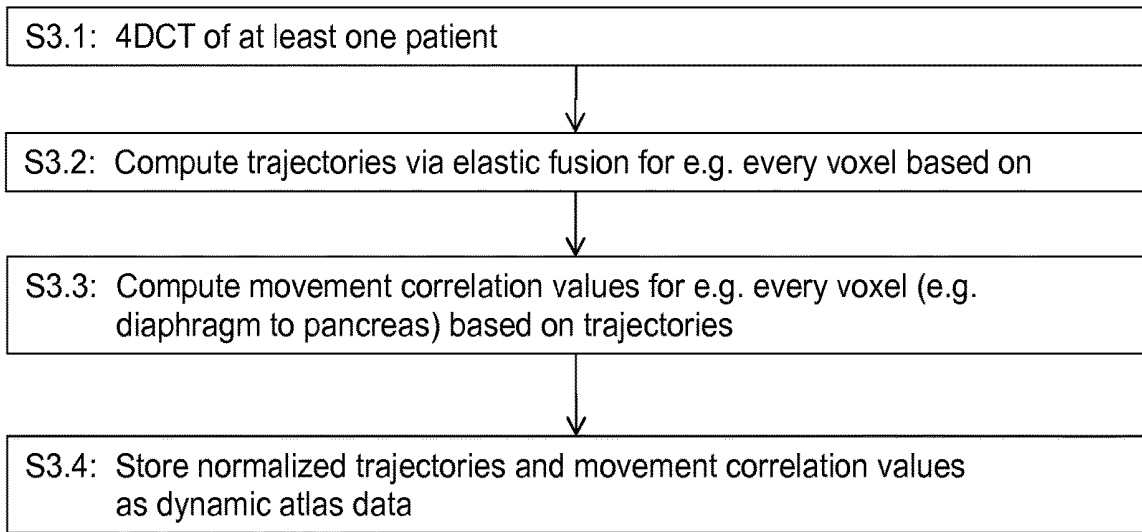 S3.1: 4DCT of at least one patient
S3.2: Compute trajectories via elastic fusion for e.g. every voxel based on
S3.3: Compute movement correlation values for e.g. every voxel (e.g.
diaphragm to pancreas) based on trajectories
S3.4: Store normalized trajectories and movement correlation values
as dynamic atlas data